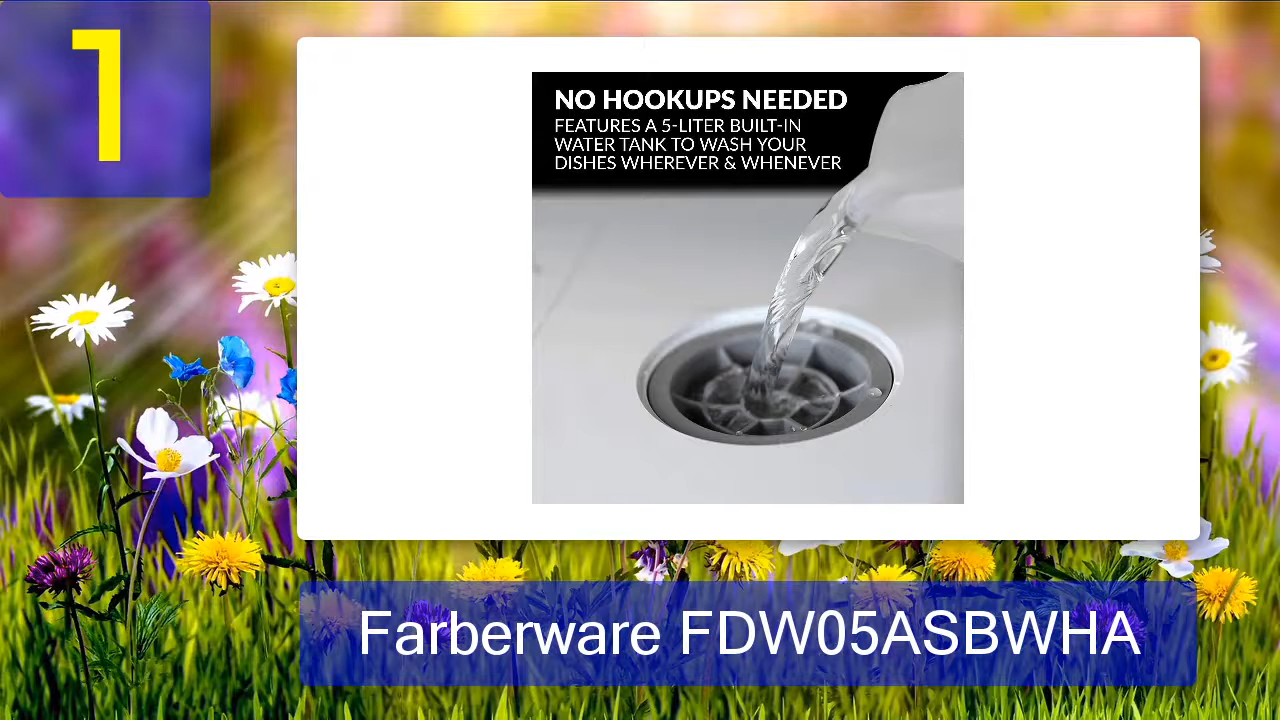 1
NO HOOKUPS NEEDED
FEATURES A 5-LITER BUILT-IN
WATER TANK TO WASH YOUR
DISHES WHEREVER & WHENEVER
Farberware FDW05ASBWHA